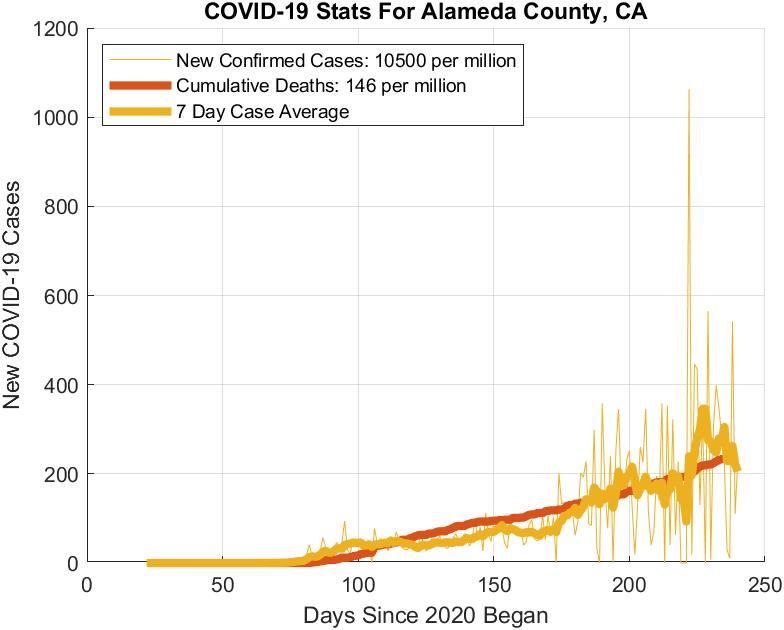 COVID-19 Stats For Alameda County, CA
New Confirmed Cases: 10500 per million
Cumulative Deaths: 146 per million
7 Day Case Average
New COVID-19 Cases
1200
1000
800
600
400
200
0
0 50 100 150 200 250
Days Since 2020 Began